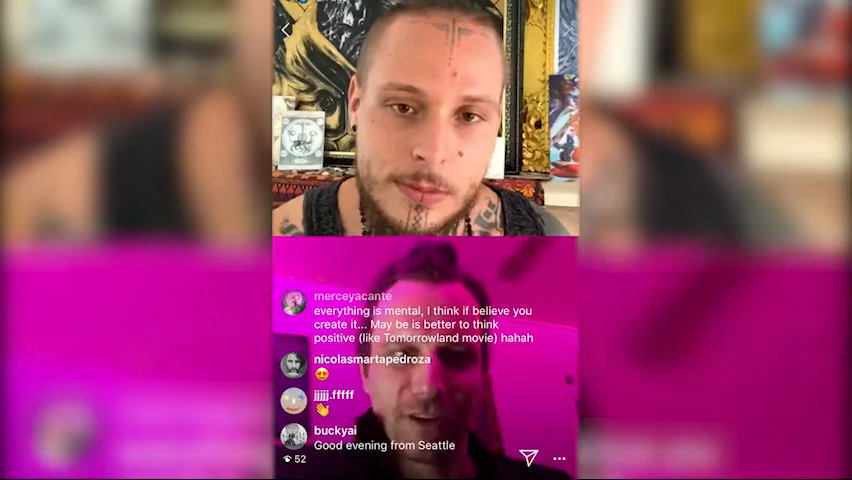 merceyacante
everything is mental, I think if believe you
create it... May be is better to think
positive (like Tomorrowland movie) hahah
nicolasmartapedroza
😍
jjjjj.fffff
👋
buckyai
Good evening from Seattle
52